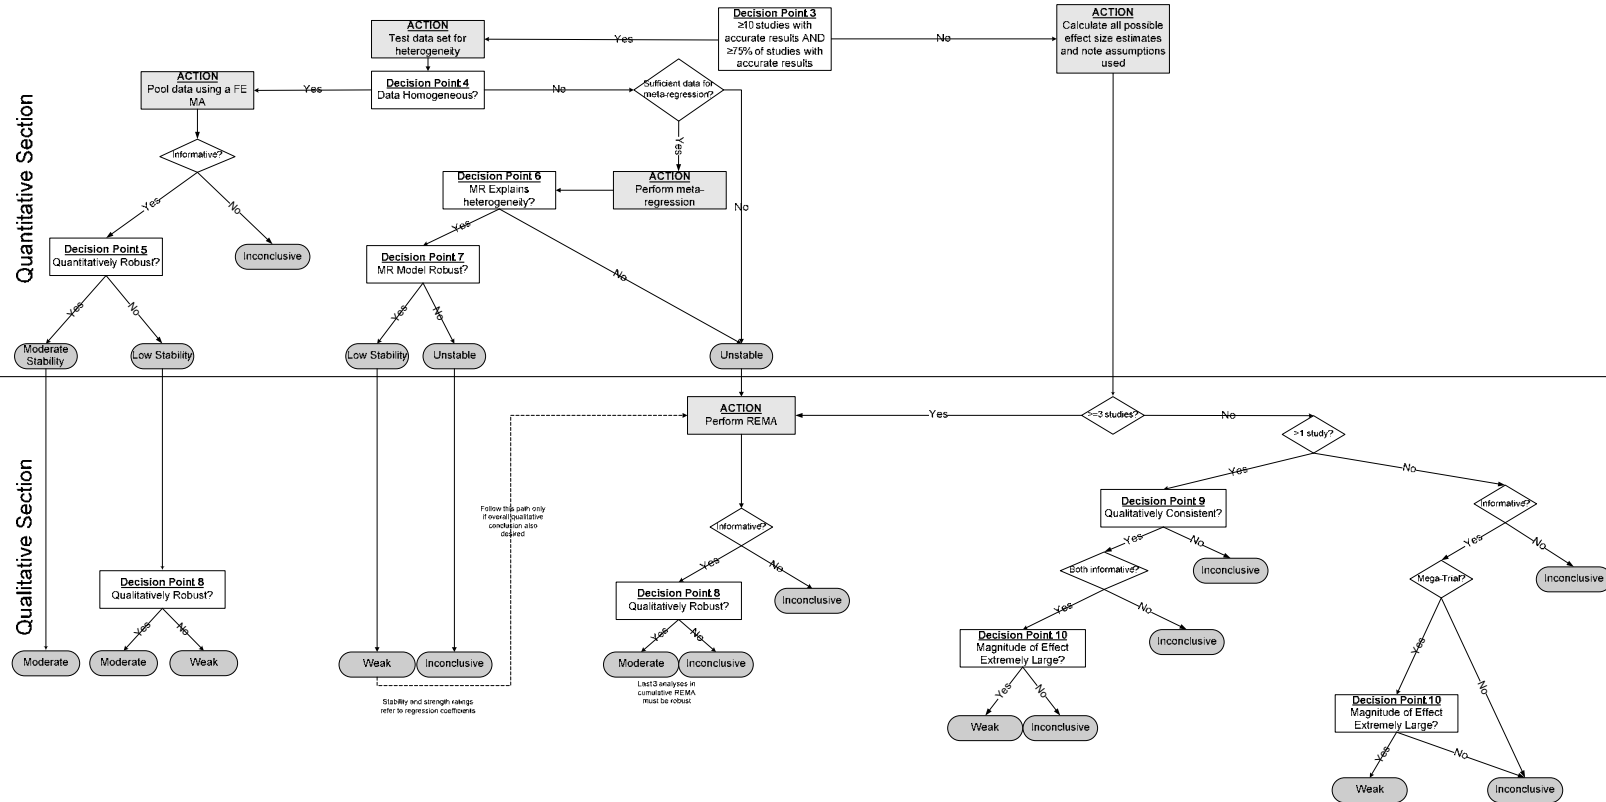 Quantitative Section
Qualitative Section
ACTION
Test data set for
heterogeneity
Yes
Decision Point 3
≥10 studies with
accurate results AND
≥75% of studies with
accurate results
No
ACTION
Calculate all possible
effect size estimates
and note assumptions
used
ACTION
Pool data using a FE
MA
Yes
Decision Point 4
Data Homogeneous?
No
Sufficient data for
meta-regression?
Yes
No
Informative?
Yes
No
Decision Point 6
MR Explains
heterogeneity?
ACTION
Perform meta-
regression
Yes
No
Decision Point 5
Quantitatively Robust?
Inconclusive
Decision Point 7
MR Model Robust?
Yes
No
Yes
No
Moderate
Stability
Low Stability
Low Stability
Unstable
Unstable
ACTION
Perform REMA
Yes
>=3 studies?
No
>1 study?
Yes
No
Follow this path only
if overall qualitative
conclusion also
desired
Informative?
Yes
No
Decision Point 9
Qualitatively Consistent?
Yes
No
Informative?
Yes
No
Decision Point 8
Qualitatively Robust?
Yes
No
Decision Point 8
Qualitatively Robust?
Yes
No
Inconclusive
Both informative?
Yes
No
Inconclusive
Mega-Trial?
Yes
No
Inconclusive
Moderate
Moderate
Weak
Weak
Inconclusive
Moderate
Inconclusive
Last 3 analyses in
cumulative REMA
must be robust
Stability and strength ratings
refer to regression coefficients
Decision Point 10
Magnitude of Effect
Extremely Large?
Yes
No
Inconclusive
Weak
Inconclusive
Decision Point 10
Magnitude of Effect
Extremely Large?
Yes
No
Weak
Inconclusive